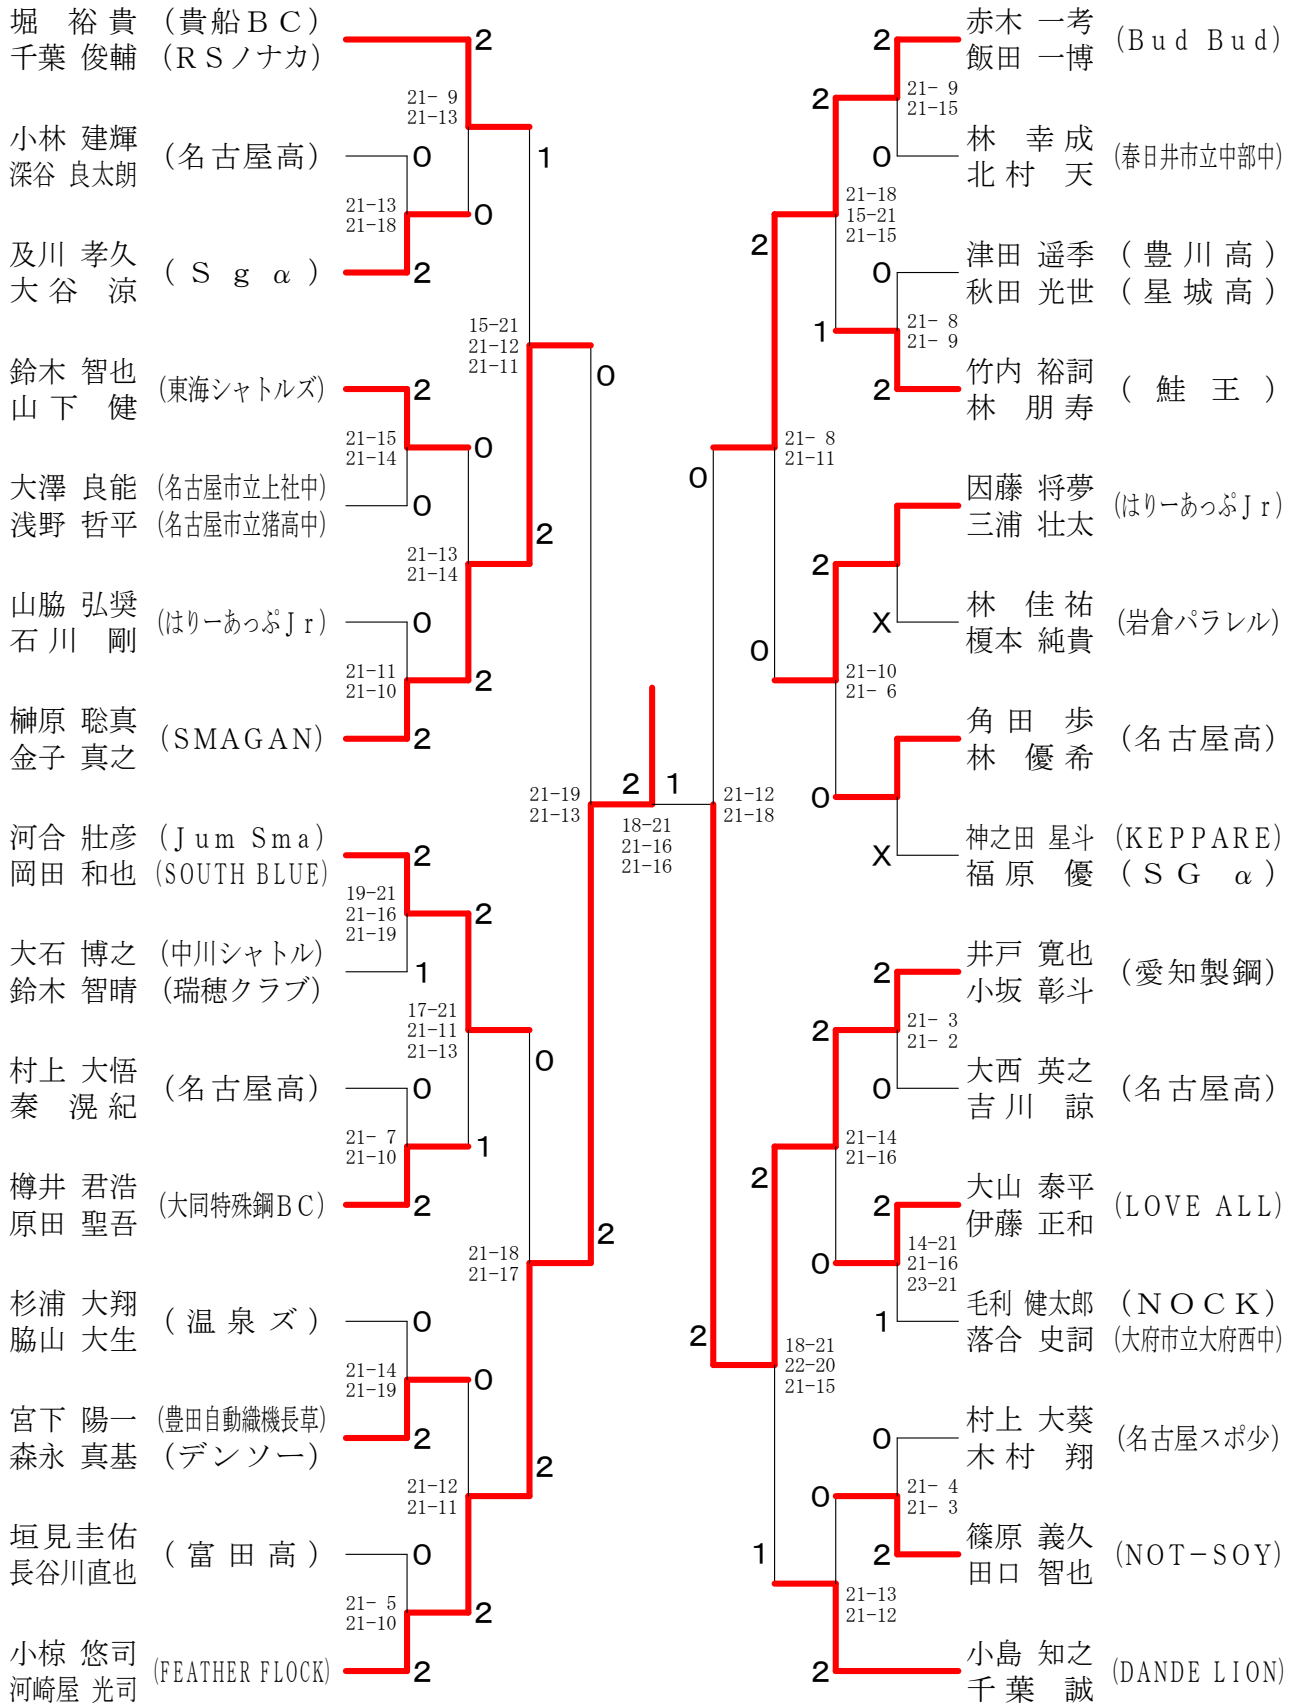 堀　裕貴 (貴船ＢＣ)
千葉 俊輔 (ＲＳノナカ)
2
21- 9
21-13
1
小林 建輝
深谷 良太朗
(名古屋高)
0
21-13
21-18
0
及川 孝久
大谷　涼
(Ｓｇα)
2
15-21
21-12
21-11
0
鈴木 智也
山下　健
(東海シャトルズ)
2
21-15
21-14
0
大澤 良能 (名古屋市立上社中)
浅野 哲平 (名古屋市立猪高中)
0
21-13
21-14
2
山脇 弘奨
石川　剛
(はりーあっぷＪｒ)
0
21-11
21-10
2
榊原 聡真
金子 真之
(SMAGAN)
2
21-19
21-13
2
1
18-21
21-16
21-16
河合 壯彦 (Jum Sma)
岡田 和也 (SOUTH BLUE)
2
19-21
21-16
21-19
2
大石 博之 (中川シャトル)
鈴木 智晴 (瑞穂クラブ)
1
17-21
21-11
21-13
0
村上 大悟
秦　滉紀
(名古屋高)
0
21- 7
21-10
1
樽井 君浩
原田 聖吾
(大同特殊鋼ＢＣ)
2
21-18
21-17
2
杉浦 大翔
脇山 大生
(温泉ズ)
0
21-14
21-19
0
宮下 陽一 (豊田自動織機長草)
森永 真基 (デンソー)
2
21-12
21-11
2
垣見圭佑
長谷川直也
(富田高)
0
21- 5
21-10
2
小椋 悠司
河崎屋 光司
(FEATHER FLOCK)
2
2
赤木 一考
飯田 一博
(Bud Bud)
2
21- 9
21-15
0
林　幸成
北村　天
(春日井市立中部中)
21-18
15-21
21-15
2
0
津田 遥季 (豊川高)
秋田 光世 (星城高)
1
21- 8
21- 9
2
竹内 裕詞
林　朋寿
(鮭王)
0
21- 8
21-11
因藤 将夢
三浦 壮太
(はりーあっぷＪｒ)
2
X
林　佳祐
榎本 純貴
(岩倉パラレル)
0
21-10
21- 6
角田　歩
林　優希
(名古屋高)
0
21-12
21-18
X
神之田 星斗 (KEPPARE)
福原　優 (ＳＧ α)
2
井戸 寛也
小坂 彰斗
(愛知製鋼)
2
21- 3
21- 2
0
大西 英之
吉川　諒
(名古屋高)
21-14
21-16
2
2
大山 泰平
伊藤 正和
(LOVE ALL)
0
14-21
21-16
23-21
1
毛利 健太郎 (ＮＯＣＫ)
落合 史詞 (大府市立大府西中)
2
18-21
22-20
21-15
0
村上 大葵
木村　翔
(名古屋スポ少)
0
21- 4
21- 3
2
篠原 義久
田口 智也
(NOT-SOY)
1
21-13
21-12
2
小島 知之
千葉　誠
(DANDE LION)